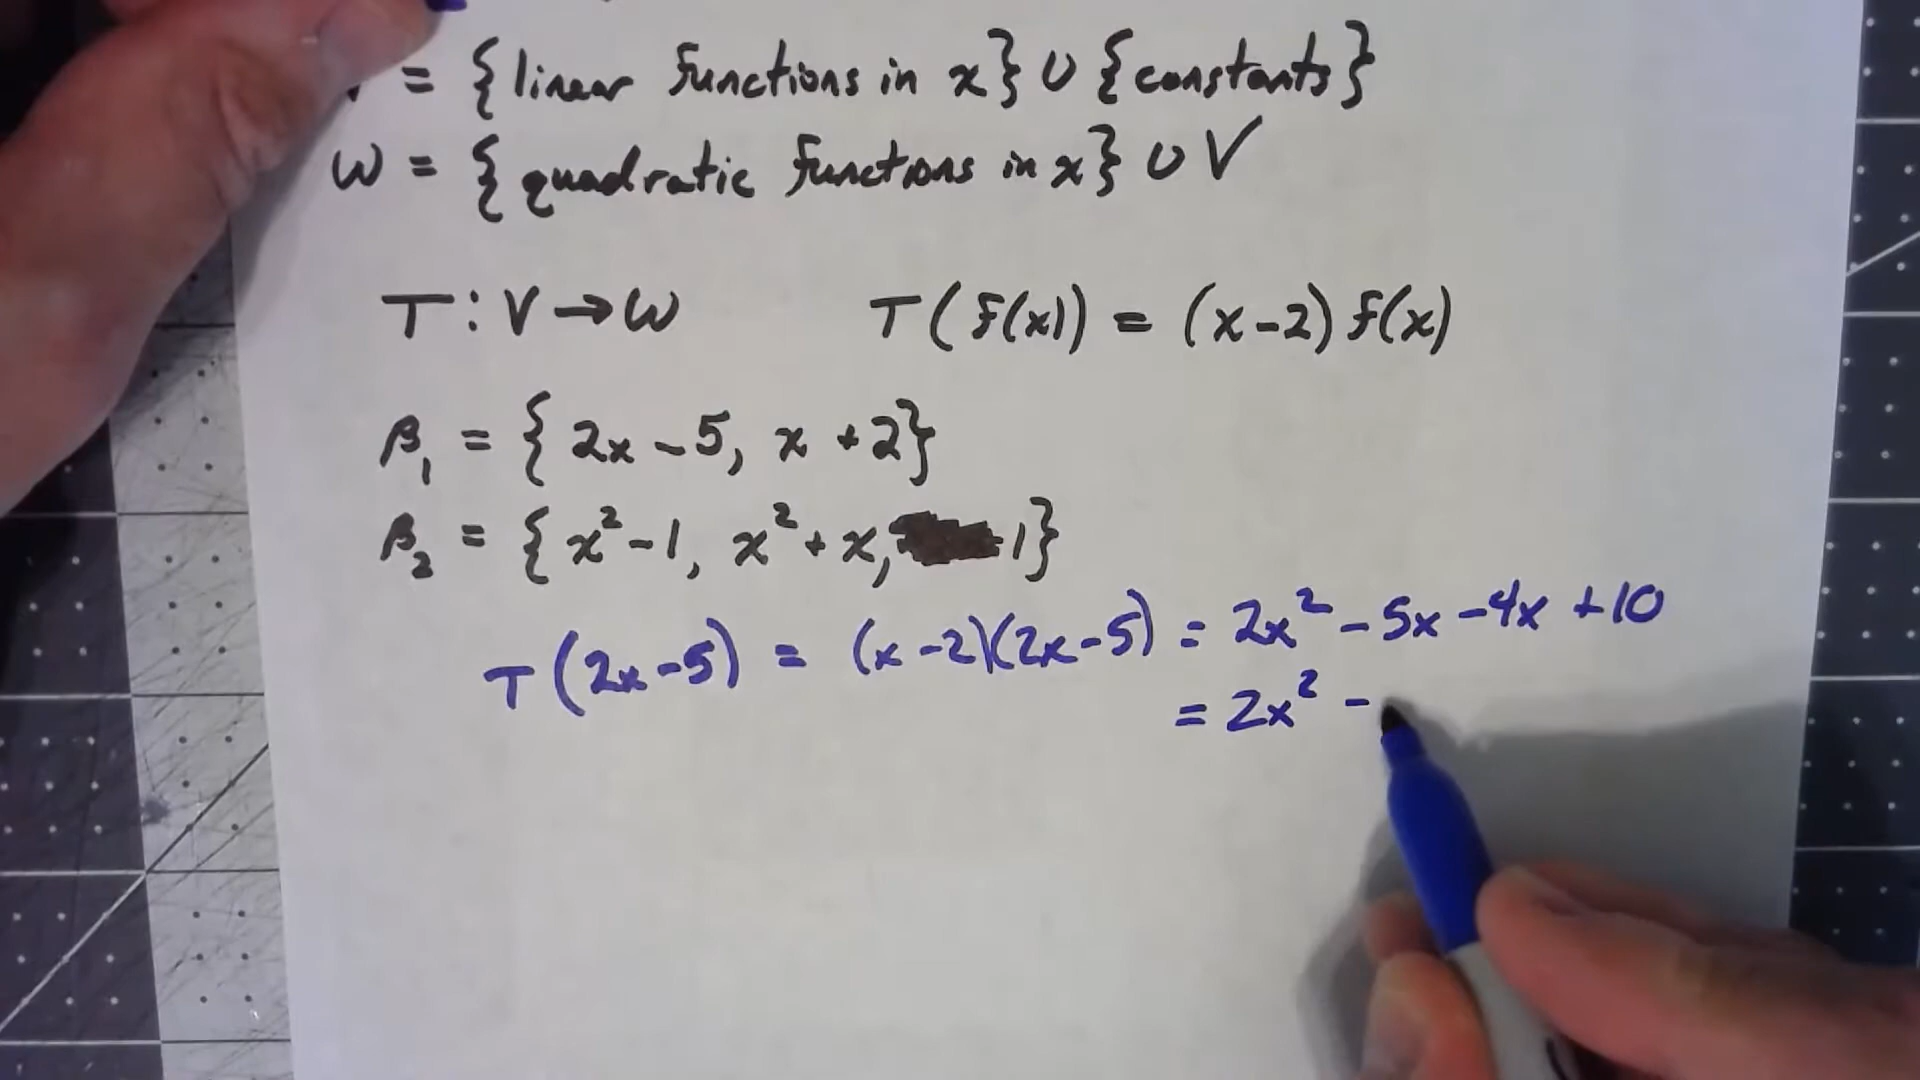 = {linear functions in x} ∪ {constants}
W = {quadratic functions in x} ∪ V
T : V → W T(f(x)) = (x-2) f(x)
β₁ = { 2x - 5, x + 2}
β₂ = { x² - 1, x² + x, 1}
T(2x-5) = (x-2)(2x-5) = 2x² - 5x - 4x + 10
= 2x² -